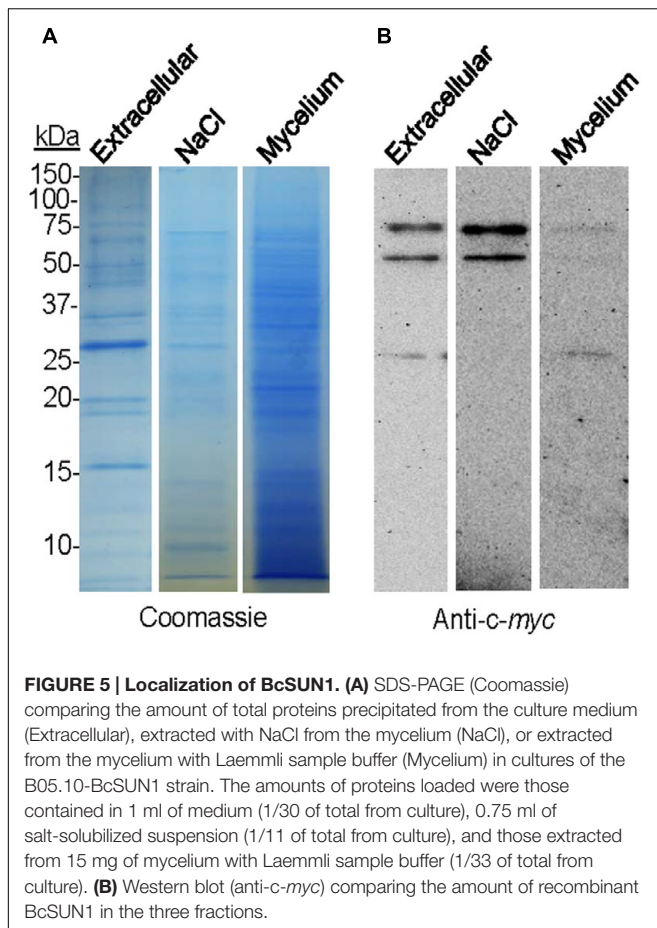 A
B
kDa
Extracellular
NaCl
Mycelium
Extracellular
NaCl
Mycelium
150-
100-
75-
50-
37-
25-
20-
15-
10-
Coomassie
Anti-c-myc
FIGURE 5 | Localization of BcSUN1. (A) SDS-PAGE (Coomassie)
comparing the amount of total proteins precipitated from the culture medium
(Extracellular), extracted with NaCl from the mycelium (NaCl), or extracted
from the mycelium with Laemmli sample buffer (Mycelium) in cultures of the
B05.10-BcSUN1 strain. The amounts of proteins loaded were those
contained in 1 ml of medium (1/30 of total from culture), 0.75 ml of
salt-solubilized suspension (1/11 of total from culture), and those extracted
from 15 mg of mycelium with Laemmli sample buffer (1/33 of total from
culture). (B) Western blot (anti-c-myc) comparing the amount of recombinant
BcSUN1 in the three fractions.